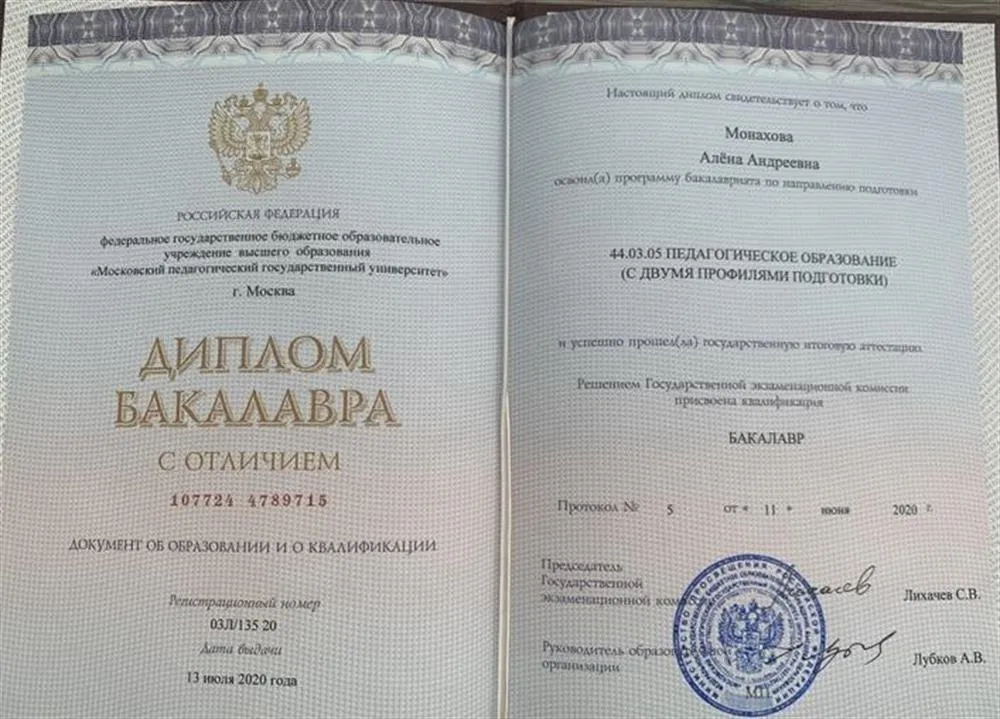 РОССИЙСКАЯ ФЕДЕРАЦИЯ
федеральное государственное бюджетное образовательное
учреждение высшего образования
«Московский педагогический государственный университет»
г. Москва
ДИПЛОМ
БАКАЛАВРА
С ОТЛИЧИЕМ
107724 4789715
ДОКУМЕНТ ОБ ОБРАЗОВАНИИ И О КВАЛИФИКАЦИИ
Регистрационный номер
03Л/135 20
Дата выдачи
13 июля 2020 года
Настоящий диплом свидетельствует о том, что
Монахова
Алёна Андреевна
освоил(а) программу бакалавриата по направлению подготовки
44.03.05 ПЕДАГОГИЧЕСКОЕ ОБРАЗОВАНИЕ
(С ДВУМЯ ПРОФИЛЯМИ ПОДГОТОВКИ)
и успешно прошел(ла) государственную итоговую аттестацию
Решением Государственной экзаменационной комиссии
присвоена квалификация
БАКАЛАВР
Протокол № 5 от « 11 » июня 2020 г.
Председатель
Государственной
экзаменационной Лихачев С.В.
Руководитель
организации Лубков А.В.
М.П.